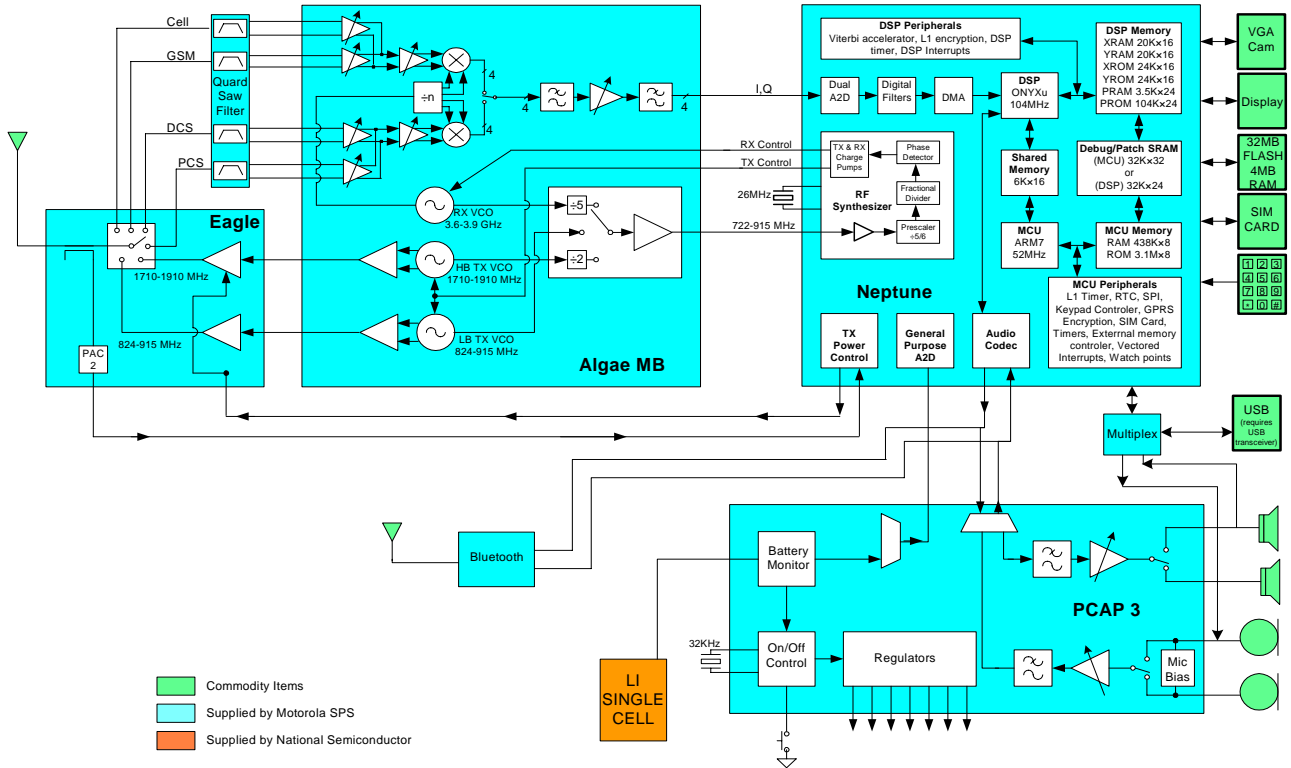 Cell
GSM
DCS
PCS
Quard
Saw
Filter
Eagle
1710-1910 MHz
824-915 MHz
PAC
2
÷n
4
4
4
4
RX VCO
3.6-3.9 GHz
HB TX VCO
1710-1910 MHz
LB TX VCO
824-915 MHz
÷5
÷2
Algae MB
I,Q
RX Control
TX Control
26MHz
722-915 MHz
DSP Peripherals
Viterbi accelerator, L1 encryption, DSP
timer, DSP Interrupts
Dual
A2D
Digital
Filters
DMA
DSP
ONYXu
104MHz
DSP Memory
XRAM 20K×16
YRAM 20K×16
XROM 24K×16
YROM 24K×16
PRAM 3.5K×24
PROM 104K×24
TX & RX
Charge
Pumps
Phase
Detector
Fractional
Divider
Prescaler
÷5/6
RF
Synthesizer
Shared
Memory
6K×16
Debug/Patch SRAM
(MCU) 32K×32
or
(DSP) 32K×24
MCU
ARM7
52MHz
MCU Memory
RAM 438K×8
ROM 3.1M×8
MCU Peripherals
L1 Timer, RTC, SPI,
Keypad Controler, GPRS
Encryption, SIM Card,
Timers, External memory
controler, Vectored
Interrupts, Watch points
Neptune
TX
Power
Control
General
Purpose
A2D
Audio
Codec
VGA
Cam
Display
32MB
FLASH
4MB
RAM
SIM
CARD
1 2 3
4 5 6
7 8 9
* 0 #
Multiplex
USB
(requires
USB
transceiver)
Bluetooth
Battery
Monitor
On/Off
Control
Regulators
PCAP 3
Mic
Bias
32KHz
LI
SINGLE
CELL
Commodity Items
Supplied by Motorola SPS
Supplied by National Semiconductor